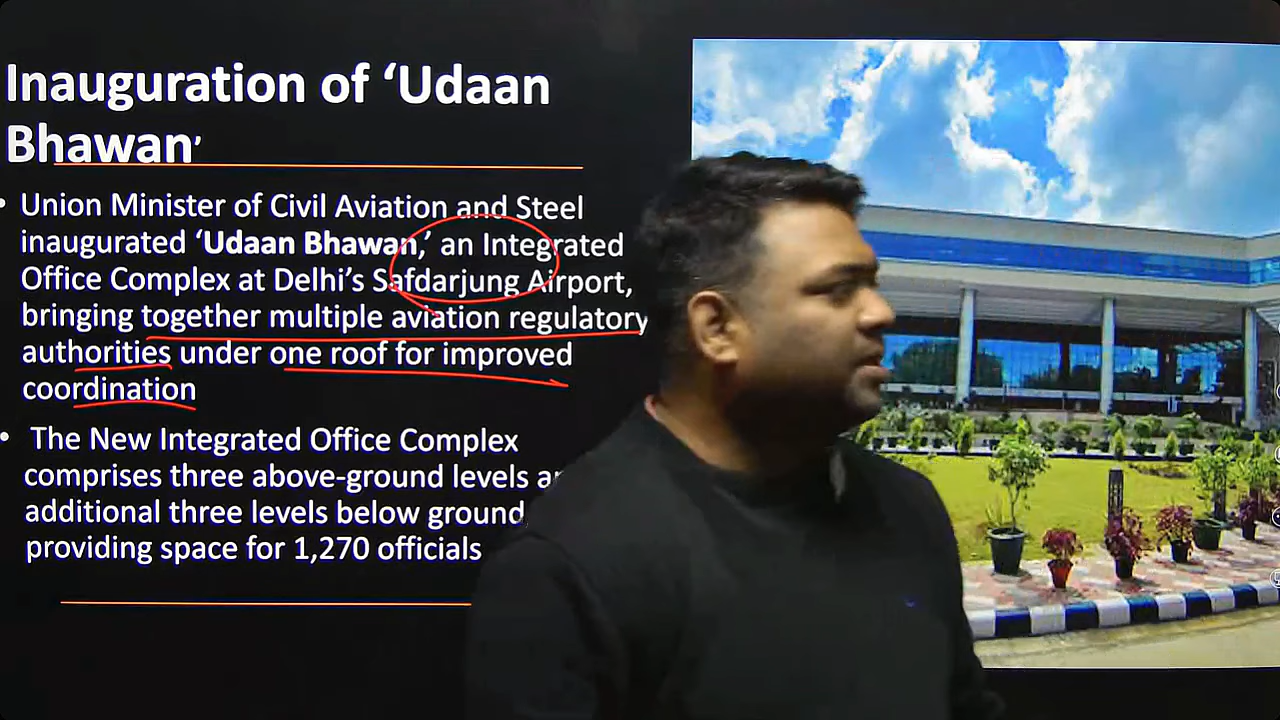 Inauguration of ‘Udaan
Bhawan’
• Union Minister of Civil Aviation and Steel
inaugurated ‘Udaan Bhawan,’ an Integrated
Office Complex at Delhi’s Safdarjung Airport,
bringing together multiple aviation regulatory
authorities under one roof for improved
coordination
• The New Integrated Office Complex
comprises three above-ground levels
additional three levels below ground,
providing space for 1,270 officials